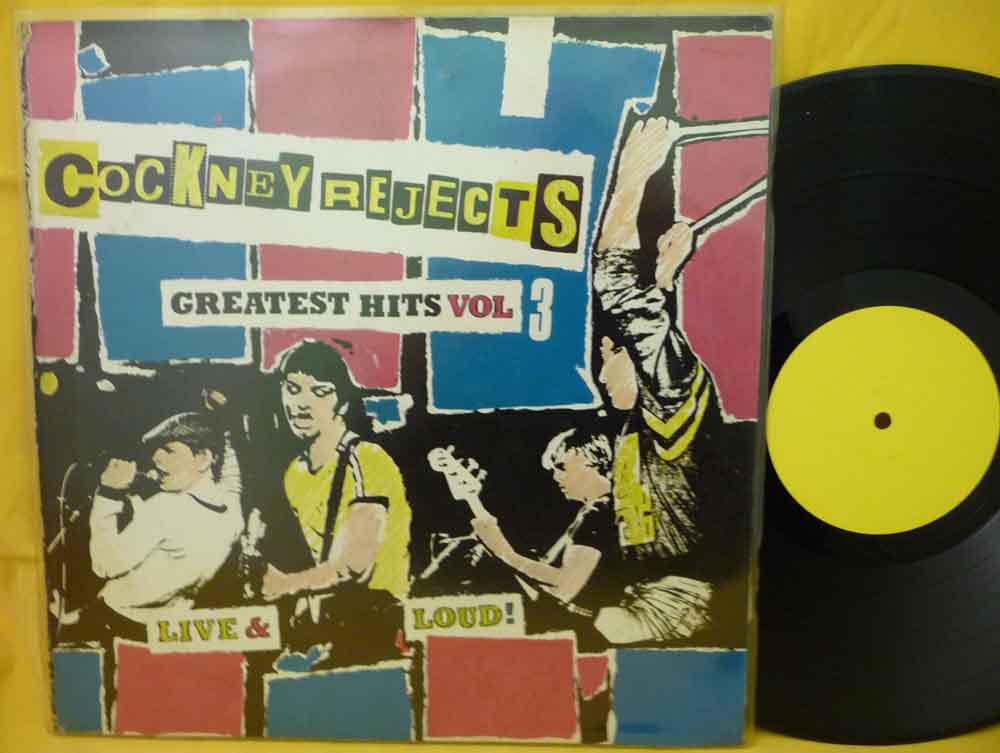 COCKNEY REJECTS
GREATEST HITS VOL 3
LIVE & LOUD!